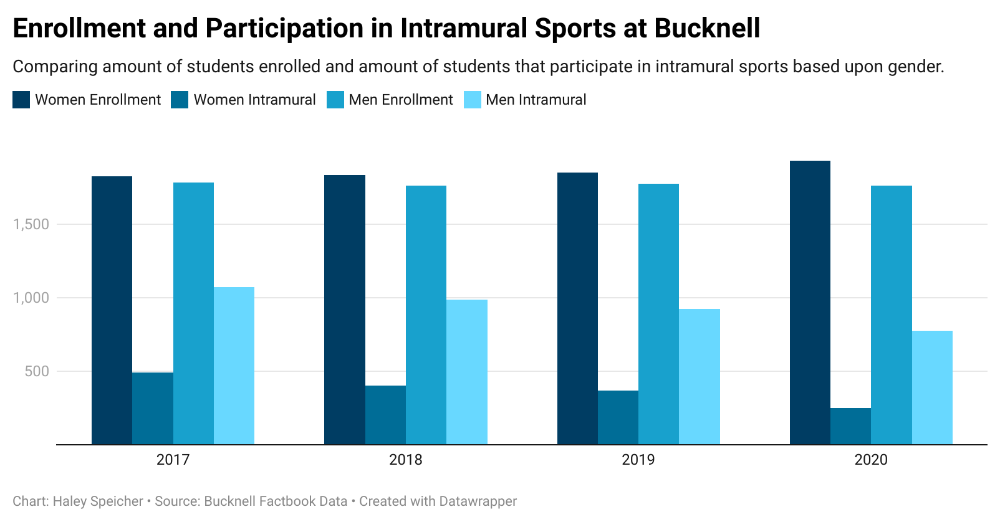 Enrollment and Participation in Intramural Sports at Bucknell
Comparing amount of students enrolled and amount of students that participate in intramural sports based upon gender.
Women Enrollment Women Intramural Men Enrollment Men Intramural
1,500
1,000
500
2017 2018 2019 2020
Chart: Haley Speicher • Source: Bucknell Factbook Data • Created with Datawrapper